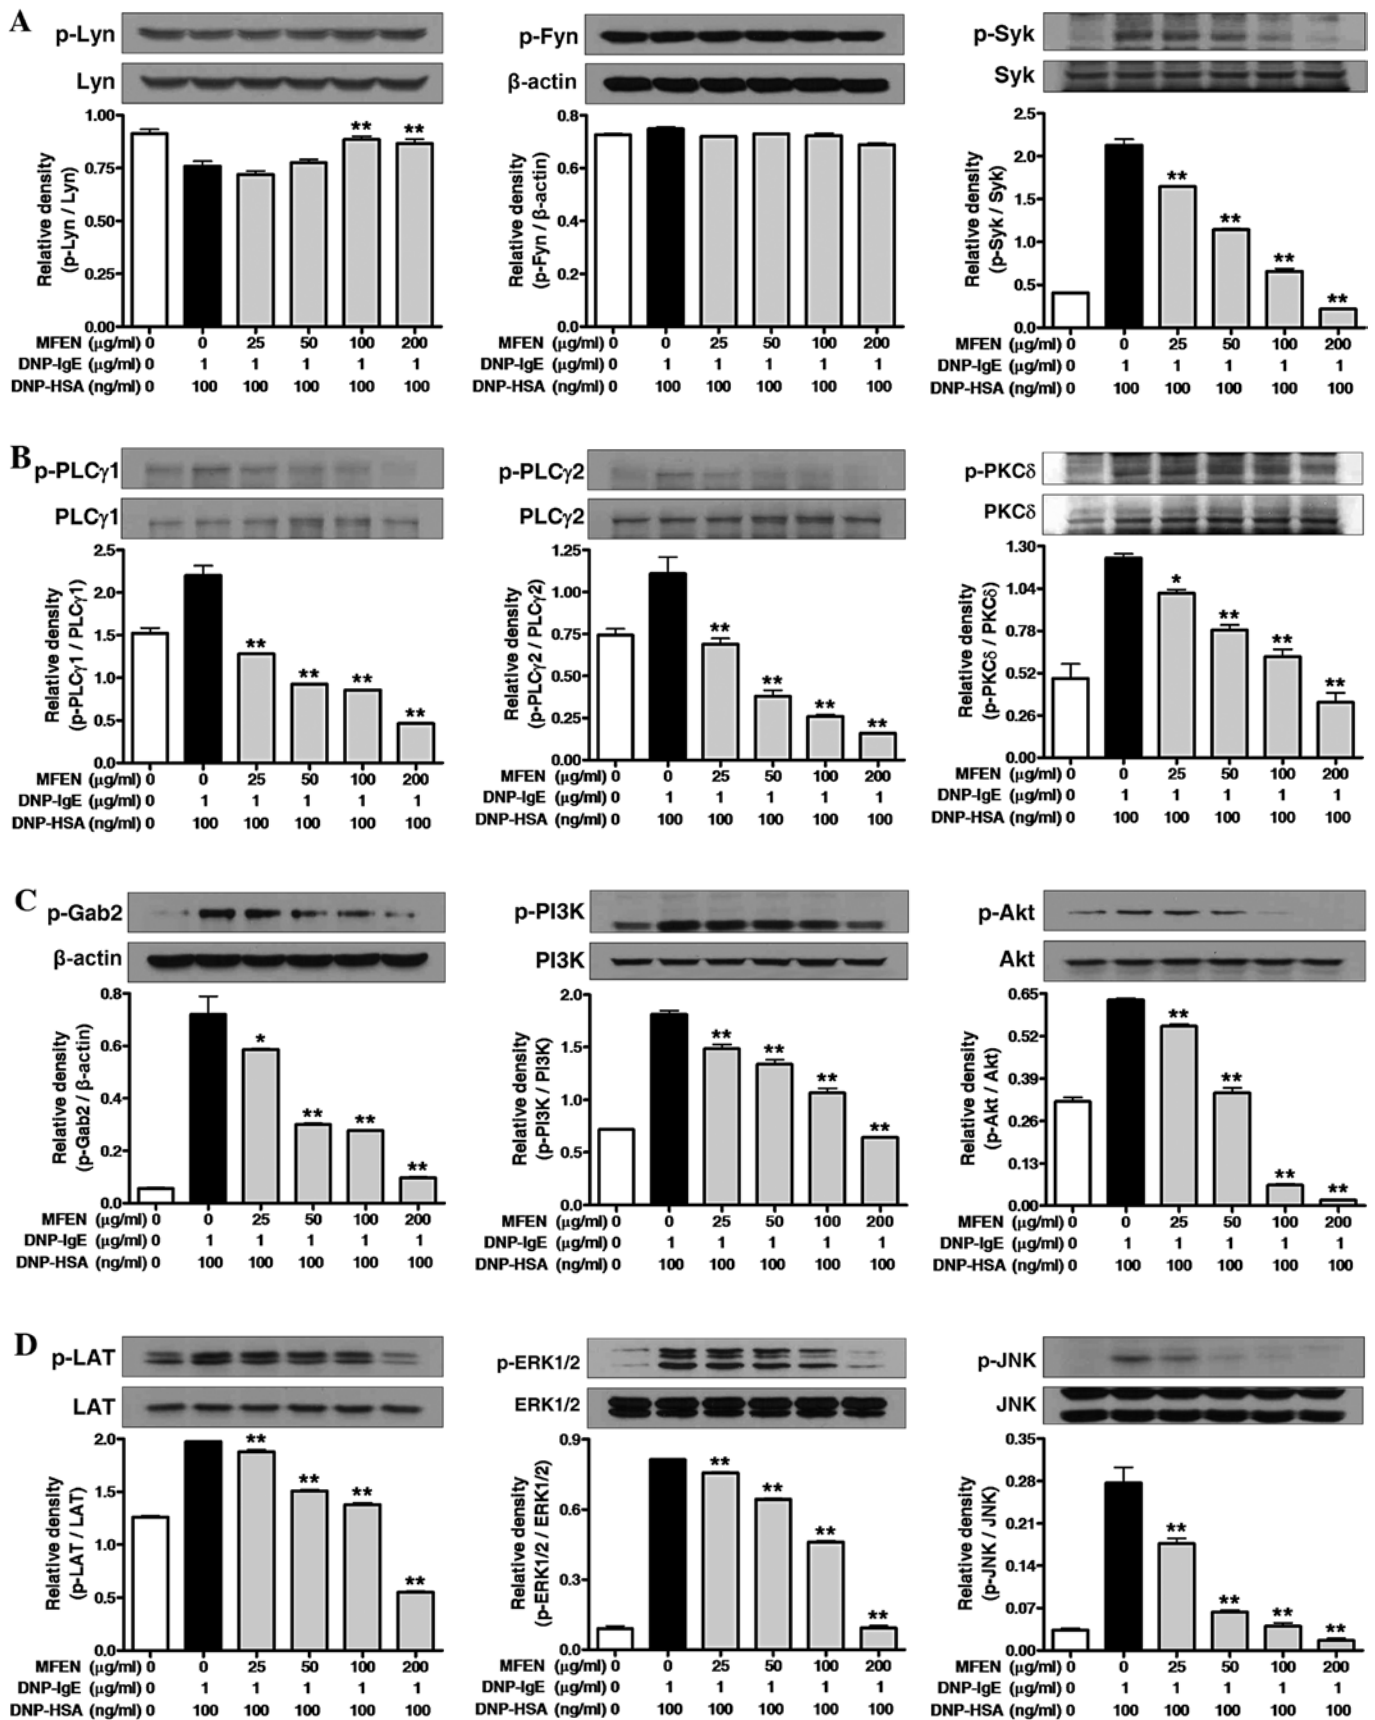 A
p-Lyn
Lyn
Relative density
(p-Lyn / Lyn)
1.00
0.75
0.50
0.25
0.00
** **
MFEN (µg/ml) 0 0 25 50 100 200
DNP-IgE (µg/ml) 0 1 1 1 1 1
DNP-HSA (ng/ml) 0 100 100 100 100 100
p-Fyn
β-actin
Relative density
(p-Fyn / β-actin)
0.8
0.6
0.4
0.2
0.0
MFEN (µg/ml) 0 0 25 50 100 200
DNP-IgE (µg/ml) 0 1 1 1 1 1
DNP-HSA (ng/ml) 0 100 100 100 100 100
p-Syk
Syk
Relative density
(p-Syk / Syk)
2.5
2.0
1.5
1.0
0.5
0.0
** ** ** **
MFEN (µg/ml) 0 0 25 50 100 200
DNP-IgE (µg/ml) 0 1 1 1 1 1
DNP-HSA (ng/ml) 0 100 100 100 100 100
B
p-PLCγ1
PLCγ1
Relative density
(p-PLCγ1 / PLCγ1)
2.5
2.0
1.5
1.0
0.5
0.0
** ** ** **
MFEN (µg/ml) 0 0 25 50 100 200
DNP-IgE (µg/ml) 0 1 1 1 1 1
DNP-HSA (ng/ml) 0 100 100 100 100 100
p-PLCγ2
PLCγ2
Relative density
(p-PLCγ2 / PLCγ2)
1.25
1.00
0.75
0.50
0.25
0.00
** ** ** **
MFEN (µg/ml) 0 0 25 50 100 200
DNP-IgE (µg/ml) 0 1 1 1 1 1
DNP-HSA (ng/ml) 0 100 100 100 100 100
p-PKCδ
PKCδ
Relative density
(p-PKCδ / PKCδ)
1.30
1.04
0.78
0.52
0.26
0.00
* ** ** **
MFEN (µg/ml) 0 0 25 50 100 200
DNP-IgE (µg/ml) 0 1 1 1 1 1
DNP-HSA (ng/ml) 0 100 100 100 100 100
C
p-Gab2
β-actin
Relative density
(p-Gab2 / β-actin)
0.8
0.6
0.4
0.2
0.0
* ** ** **
MFEN (µg/ml) 0 0 25 50 100 200
DNP-IgE (µg/ml) 0 1 1 1 1 1
DNP-HSA (ng/ml) 0 100 100 100 100 100
p-PI3K
PI3K
Relative density
(p-PI3K / PI3K)
2.0
1.5
1.0
0.5
0.0
** ** ** **
MFEN (µg/ml) 0 0 25 50 100 200
DNP-IgE (µg/ml) 0 1 1 1 1 1
DNP-HSA (ng/ml) 0 100 100 100 100 100
p-Akt
Akt
Relative density
(p-Akt / Akt)
0.65
0.52
0.39
0.26
0.13
0.00
** ** ** **
MFEN (µg/ml) 0 0 25 50 100 200
DNP-IgE (µg/ml) 0 1 1 1 1 1
DNP-HSA (ng/ml) 0 100 100 100 100 100
D
p-LAT
LAT
Relative density
(p-LAT / LAT)
2.0
1.5
1.0
0.5
0.0
** ** ** **
MFEN (µg/ml) 0 0 25 50 100 200
DNP-IgE (µg/ml) 0 1 1 1 1 1
DNP-HSA (ng/ml) 0 100 100 100 100 100
p-ERK1/2
ERK1/2
Relative density
(p-ERK1/2 / ERK1/2)
0.9
0.6
0.3
0.0
** ** ** **
MFEN (µg/ml) 0 0 25 50 100 200
DNP-IgE (µg/ml) 0 1 1 1 1 1
DNP-HSA (ng/ml) 0 100 100 100 100 100
p-JNK
JNK
Relative density
(p-JNK / JNK)
0.35
0.28
0.21
0.14
0.07
0.00
** ** ** **
MFEN (µg/ml) 0 0 25 50 100 200
DNP-IgE (µg/ml) 0 1 1 1 1 1
DNP-HSA (ng/ml) 0 100 100 100 100 100